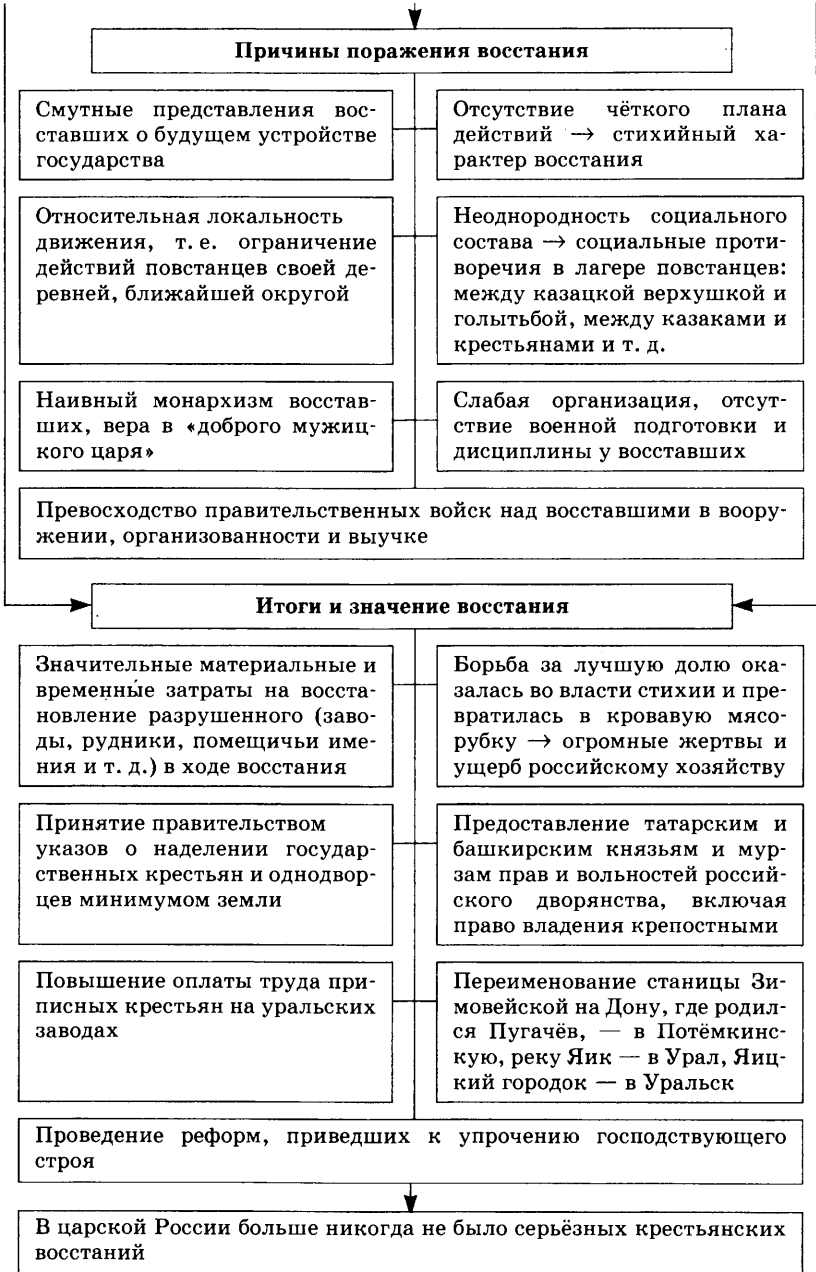 Причины поражения восстания
Смутные представления вос-
ставших о будущем устройстве
государства
Отсутствие чёткого плана
действий → стихийный ха-
рактер восстания
Относительная локальность
движения, т. е. ограничение
действий повстанцев своей де-
ревней, ближайшей округой
Неоднородность социального
состава → социальные проти-
воречия в лагере повстанцев:
между казацкой верхушкой и
голытьбой, между казаками и
крестьянами и т. д.
Наивный монархизм восстав-
ших, вера в «доброго мужиц-
кого царя»
Слабая организация, отсут-
ствие военной подготовки и
дисциплины у восставших
Превосходство правительственных войск над восставшими в воору-
жении, организованности и выучке
Итоги и значение восстания
Значительные материальные и
временные затраты на восста-
новление разрушенного (заво-
ды, рудники, помещичьи име-
ния и т. д.) в ходе восстания
Борьба за лучшую долю ока-
залась во власти стихии и пре-
вратилась в кровавую мясо-
рубку → огромные жертвы и
ущерб российскому хозяйству
Принятие правительством
указов о наделении государ-
ственных крестьян и однодвор-
цев минимумом земли
Предоставление татарским и
башкирским князьям и мур-
зам прав и вольностей россий-
ского дворянства, включая
право владения крепостными
Повышение оплаты труда при-
писных крестьян на уральских
заводах
Переименование станицы Зи-
мовейской на Дону, где родил-
ся Пугачёв, — в Потёмкинс-
кую, реку Яик — в Урал, Яиц-
кий городок — в Уральск
Проведение реформ, приведших к упрочению господствующего
строя
В царской России больше никогда не было серьёзных крестьянских
восстаний